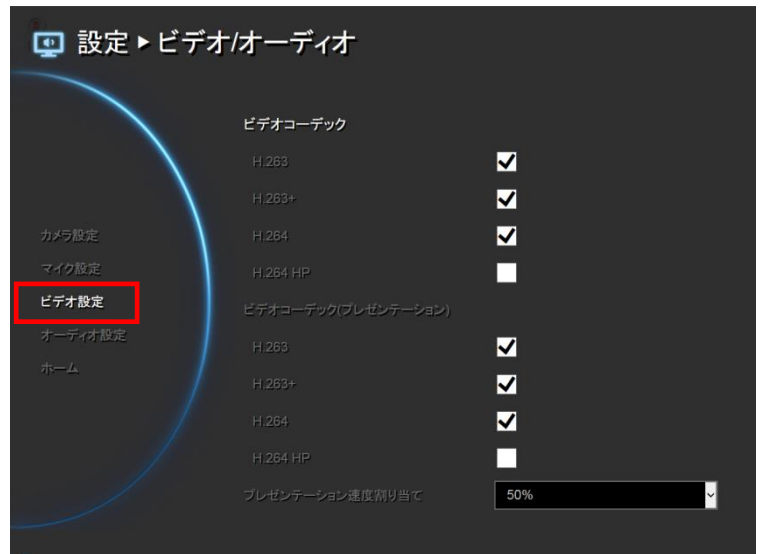 設定 ▸ ビデオ/オーディオ
カメラ設定
マイク設定
ビデオ設定
オーディオ設定
ホーム
ビデオコーデック
H.263
H.263+
H.264
H.264 HP
ビデオコーデック(プレゼンテーション)
H.263
H.263+
H.264
H.264 HP
プレゼンテーション速度割り当て 50%